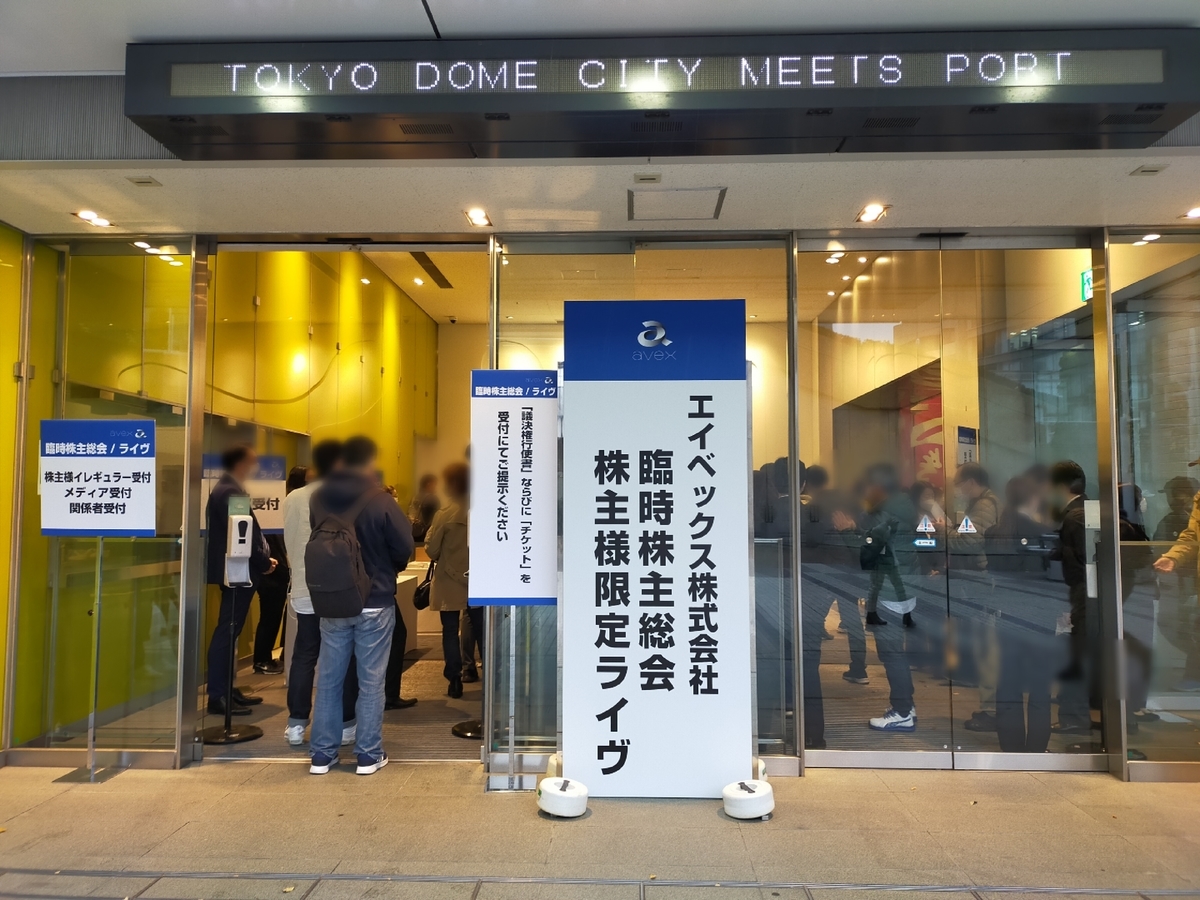 TOKYO DOME CITY MEETS PORT
avex
エイベックス株式会社
臨時株主総会
株主様限定ライヴ
臨時株主総会 / ライヴ
「議決権行使書」ならびに「チケット」を
受付にてご提示ください
avex
臨時株主総会 / ライヴ
株主様イレギュラー受付
メディア受付
関係者受付
受付